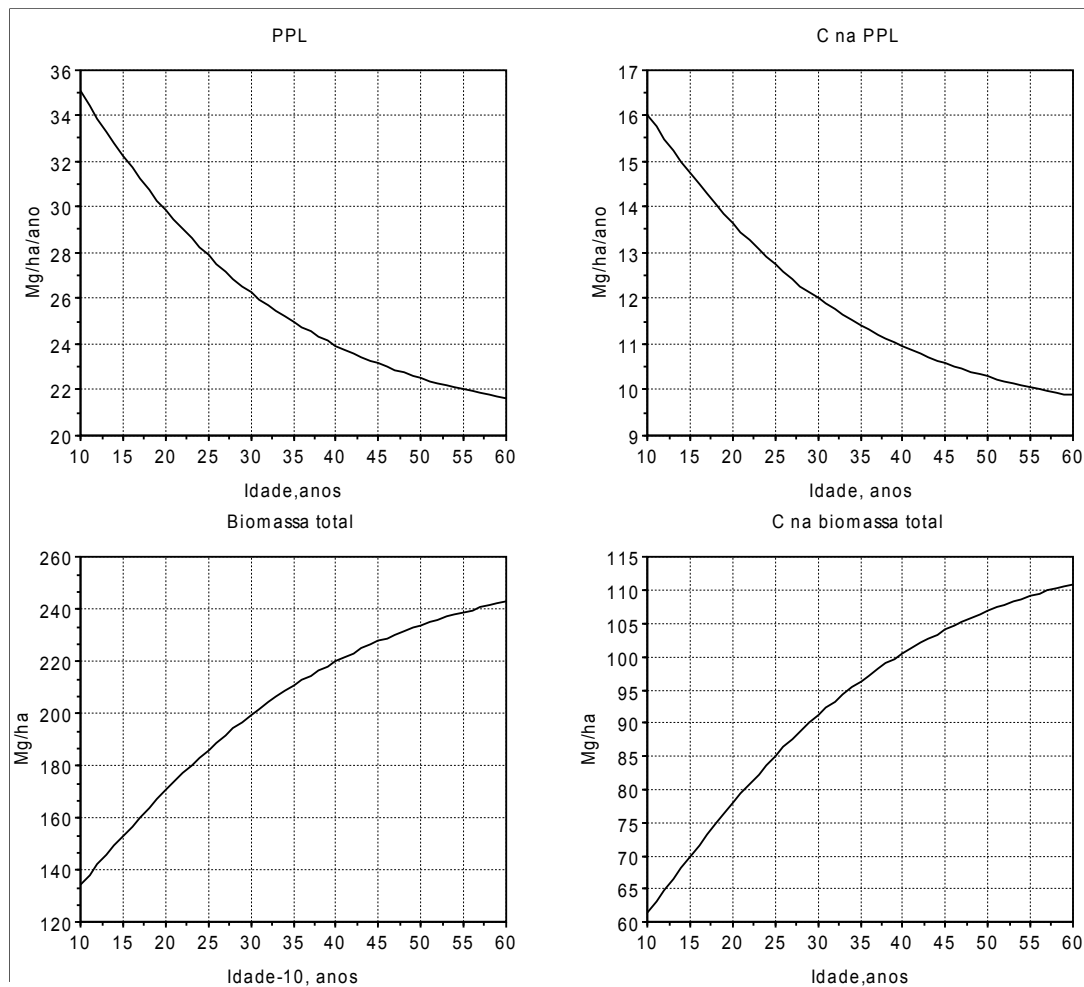 PPL
36
34
32
30
28
26
24
22
20
Mg/ha/ano
10 15 20 25 30 35 40 45 50 55 60
Idade,anos
C na PPL
17
16
15
14
13
12
11
10
9
Mg/ha/ano
10 15 20 25 30 35 40 45 50 55 60
Idade, anos
Biomassa total
260
240
220
200
180
160
140
120
Mg/ha
10 15 20 25 30 35 40 45 50 55 60
Idade-10, anos
C na biomassa total
115
110
105
100
95
90
85
80
75
70
65
60
Mg/ha
10 15 20 25 30 35 40 45 50 55 60
Idade,anos